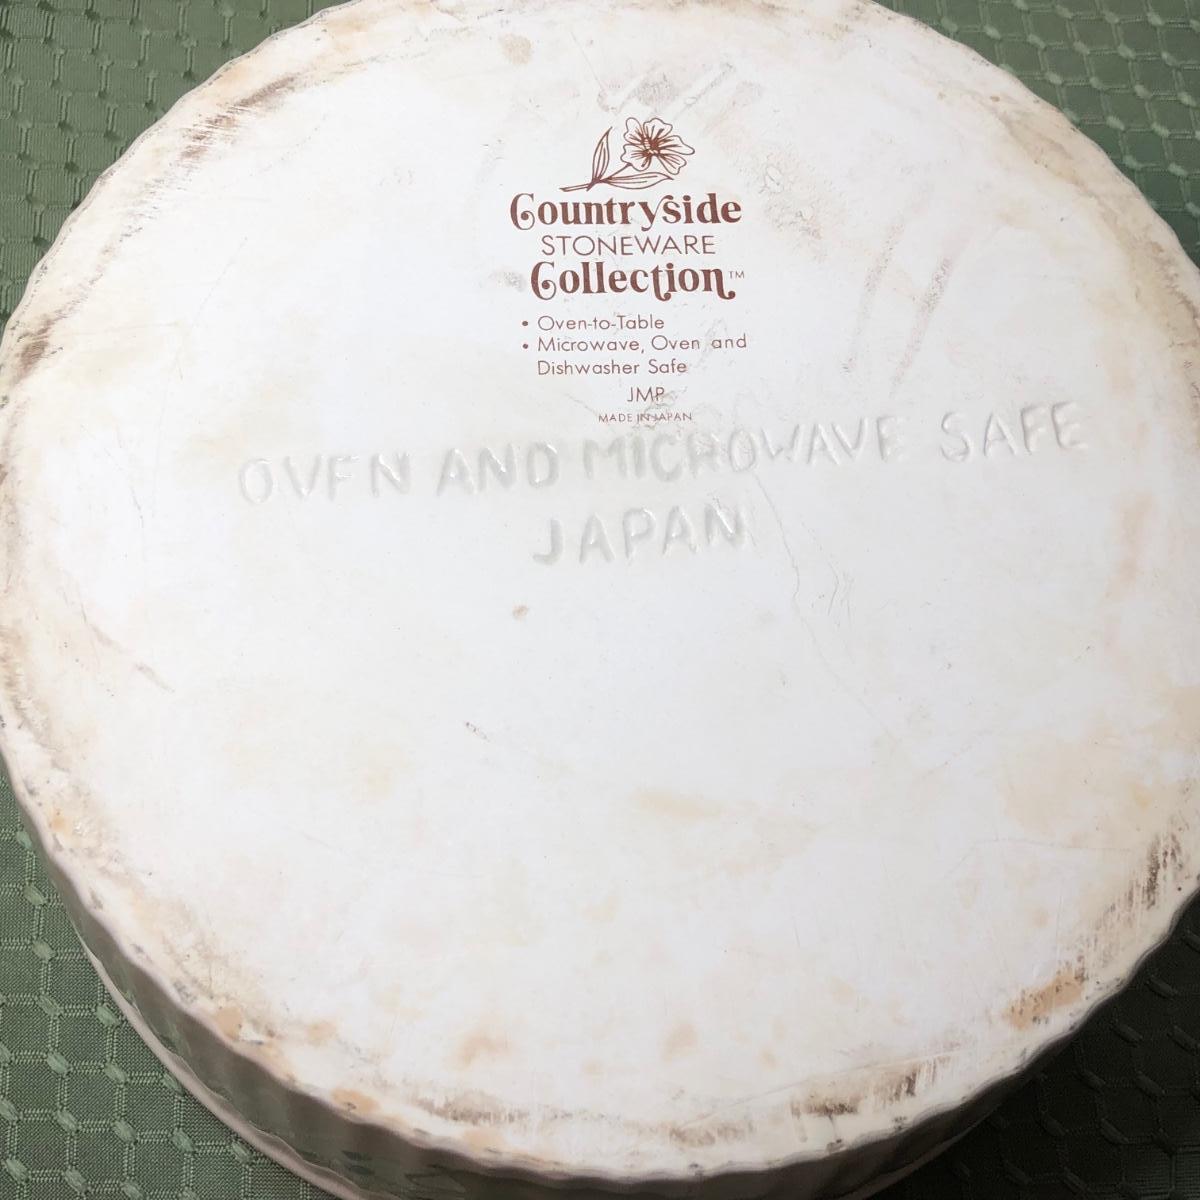 Countryside
STONEWARE
Collection™
• Oven-to-Table
• Microwave, Oven and
Dishwasher Safe
JMP
MADE IN JAPAN
OVEN AND MICROWAVE SAFE
JAPAN